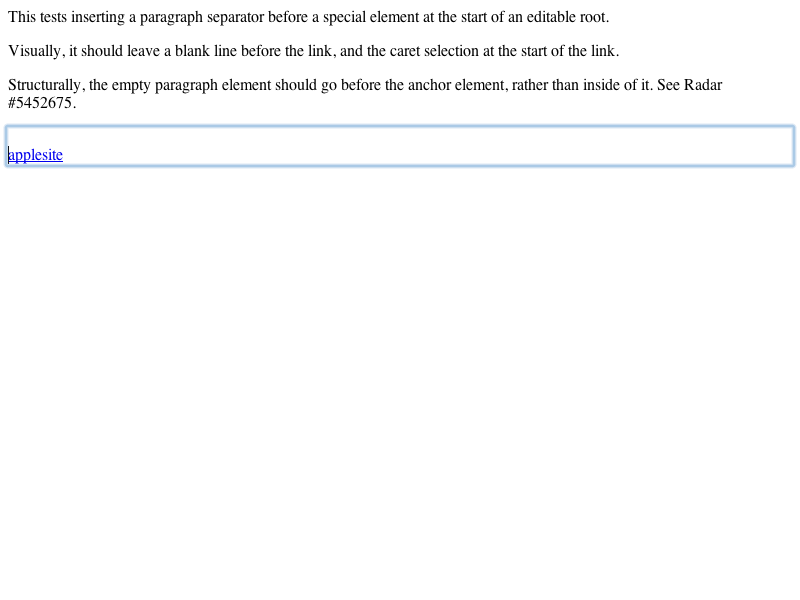 This tests inserting a paragraph separator before a special element at the start of an editable root.
Visually, it should leave a blank line before the link, and the caret selection at the start of the link.
Structurally, the empty paragraph element should go before the anchor element, rather than inside of it. See Radar
#5452675.
applesite